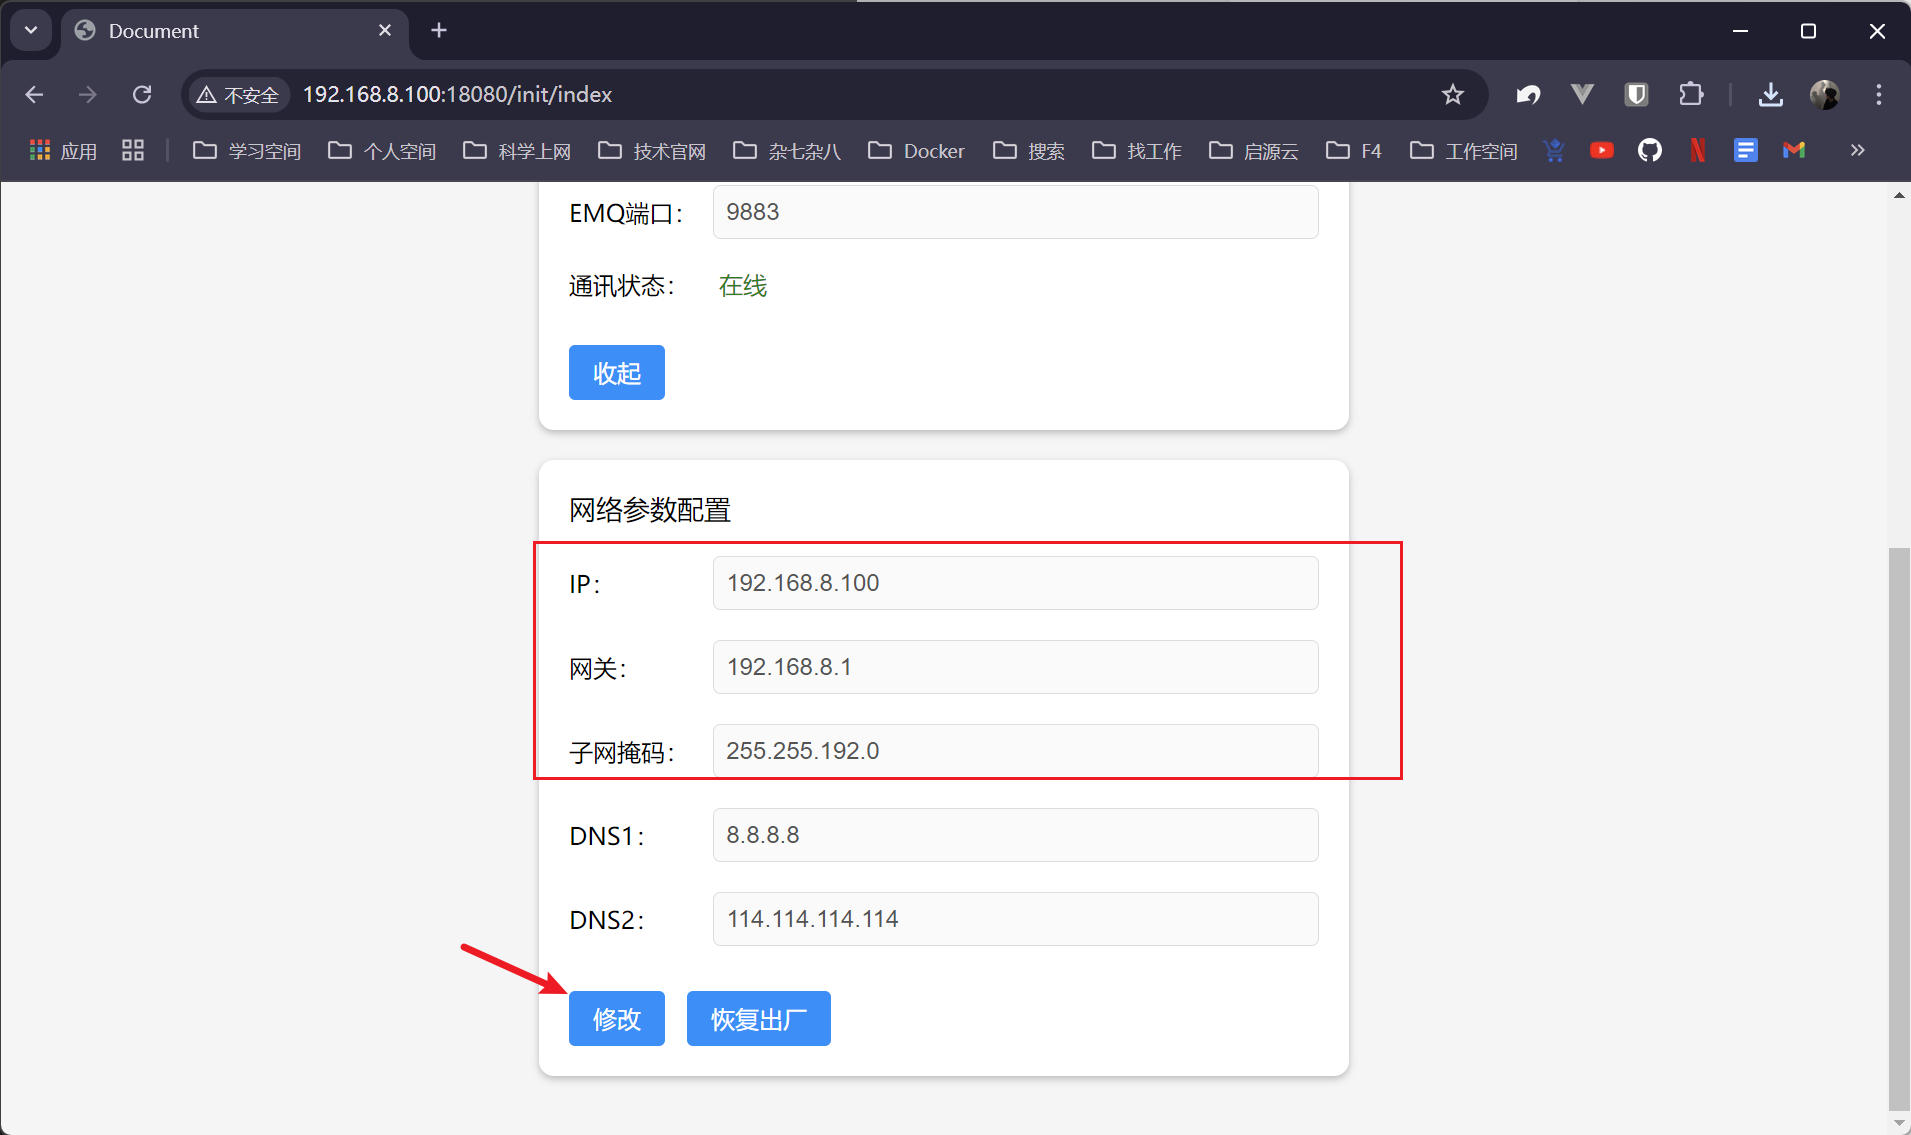 Document
不安全
192.168.8.100:18080/init/index
应用
学习空间
个人空间
科学上网
技术官网
杂七杂八
Docker
搜索
找工作
启源云
F4
工作空间
EMQ端口：
9883
通讯状态：
在线
收起
网络参数配置
IP：
192.168.8.100
网关：
192.168.8.1
子网掩码：
255.255.192.0
DNS1：
8.8.8.8
DNS2：
114.114.114.114
修改
恢复出厂